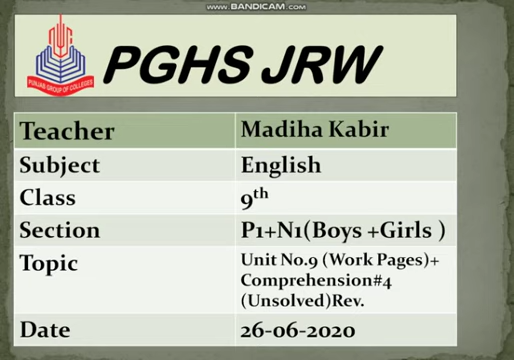 www.BANDICAM.com
PGHS JRW
PUNJAB GROUP OF COLLEGES
Teacher Madiha Kabir
Subject English
Class 9th
Section P1+N1(Boys +Girls )
Topic Unit No.9 (Work Pages)+
Comprehension#4
(Unsolved)Rev.
Date 26-06-2020